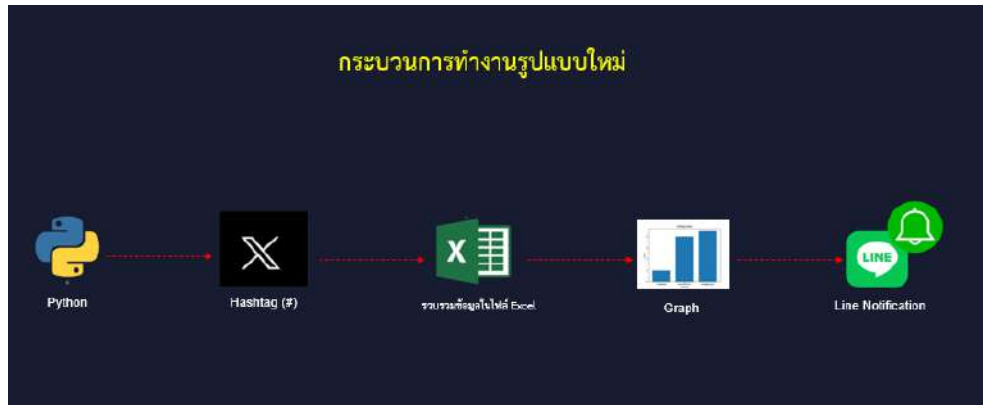 กระบวนการทำงานรูปแบบใหม่
LINE
Python
Hashtag (#)
รวบรวมข้อมูลในไฟล์ Excel
Graph
Line Notification